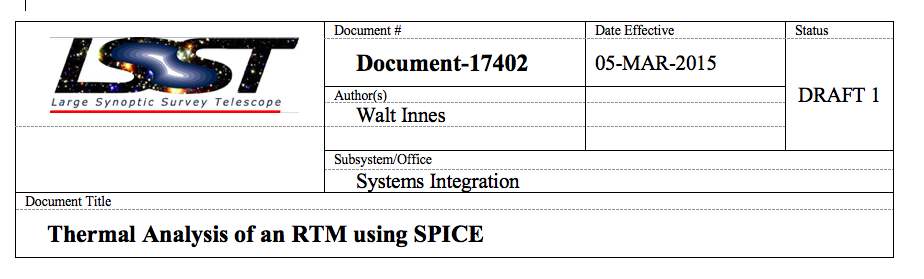 LSST
Large Synoptic Survey Telescope
Document #
Document-17402
Date Effective
05-MAR-2015
Status
DRAFT 1
Author(s)
Walt Innes
Subsystem/Office
Systems Integration
Document Title
Thermal Analysis of an RTM using SPICE